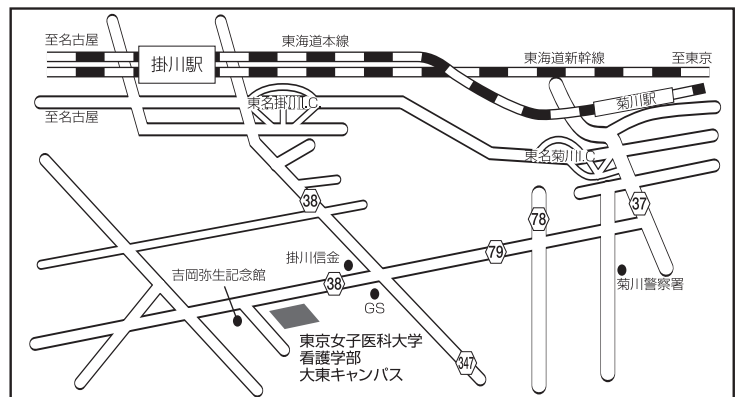 至名古屋
東海道本線
掛川駅
東海道新幹線
至東京
東名掛川I.C
菊川駅
至名古屋
東名菊川I.C
38
37
78
79
掛川信金
吉岡弥生記念館
38
菊川警察署
GS
東京女子医科大学
看護学部
大東キャンパス
347